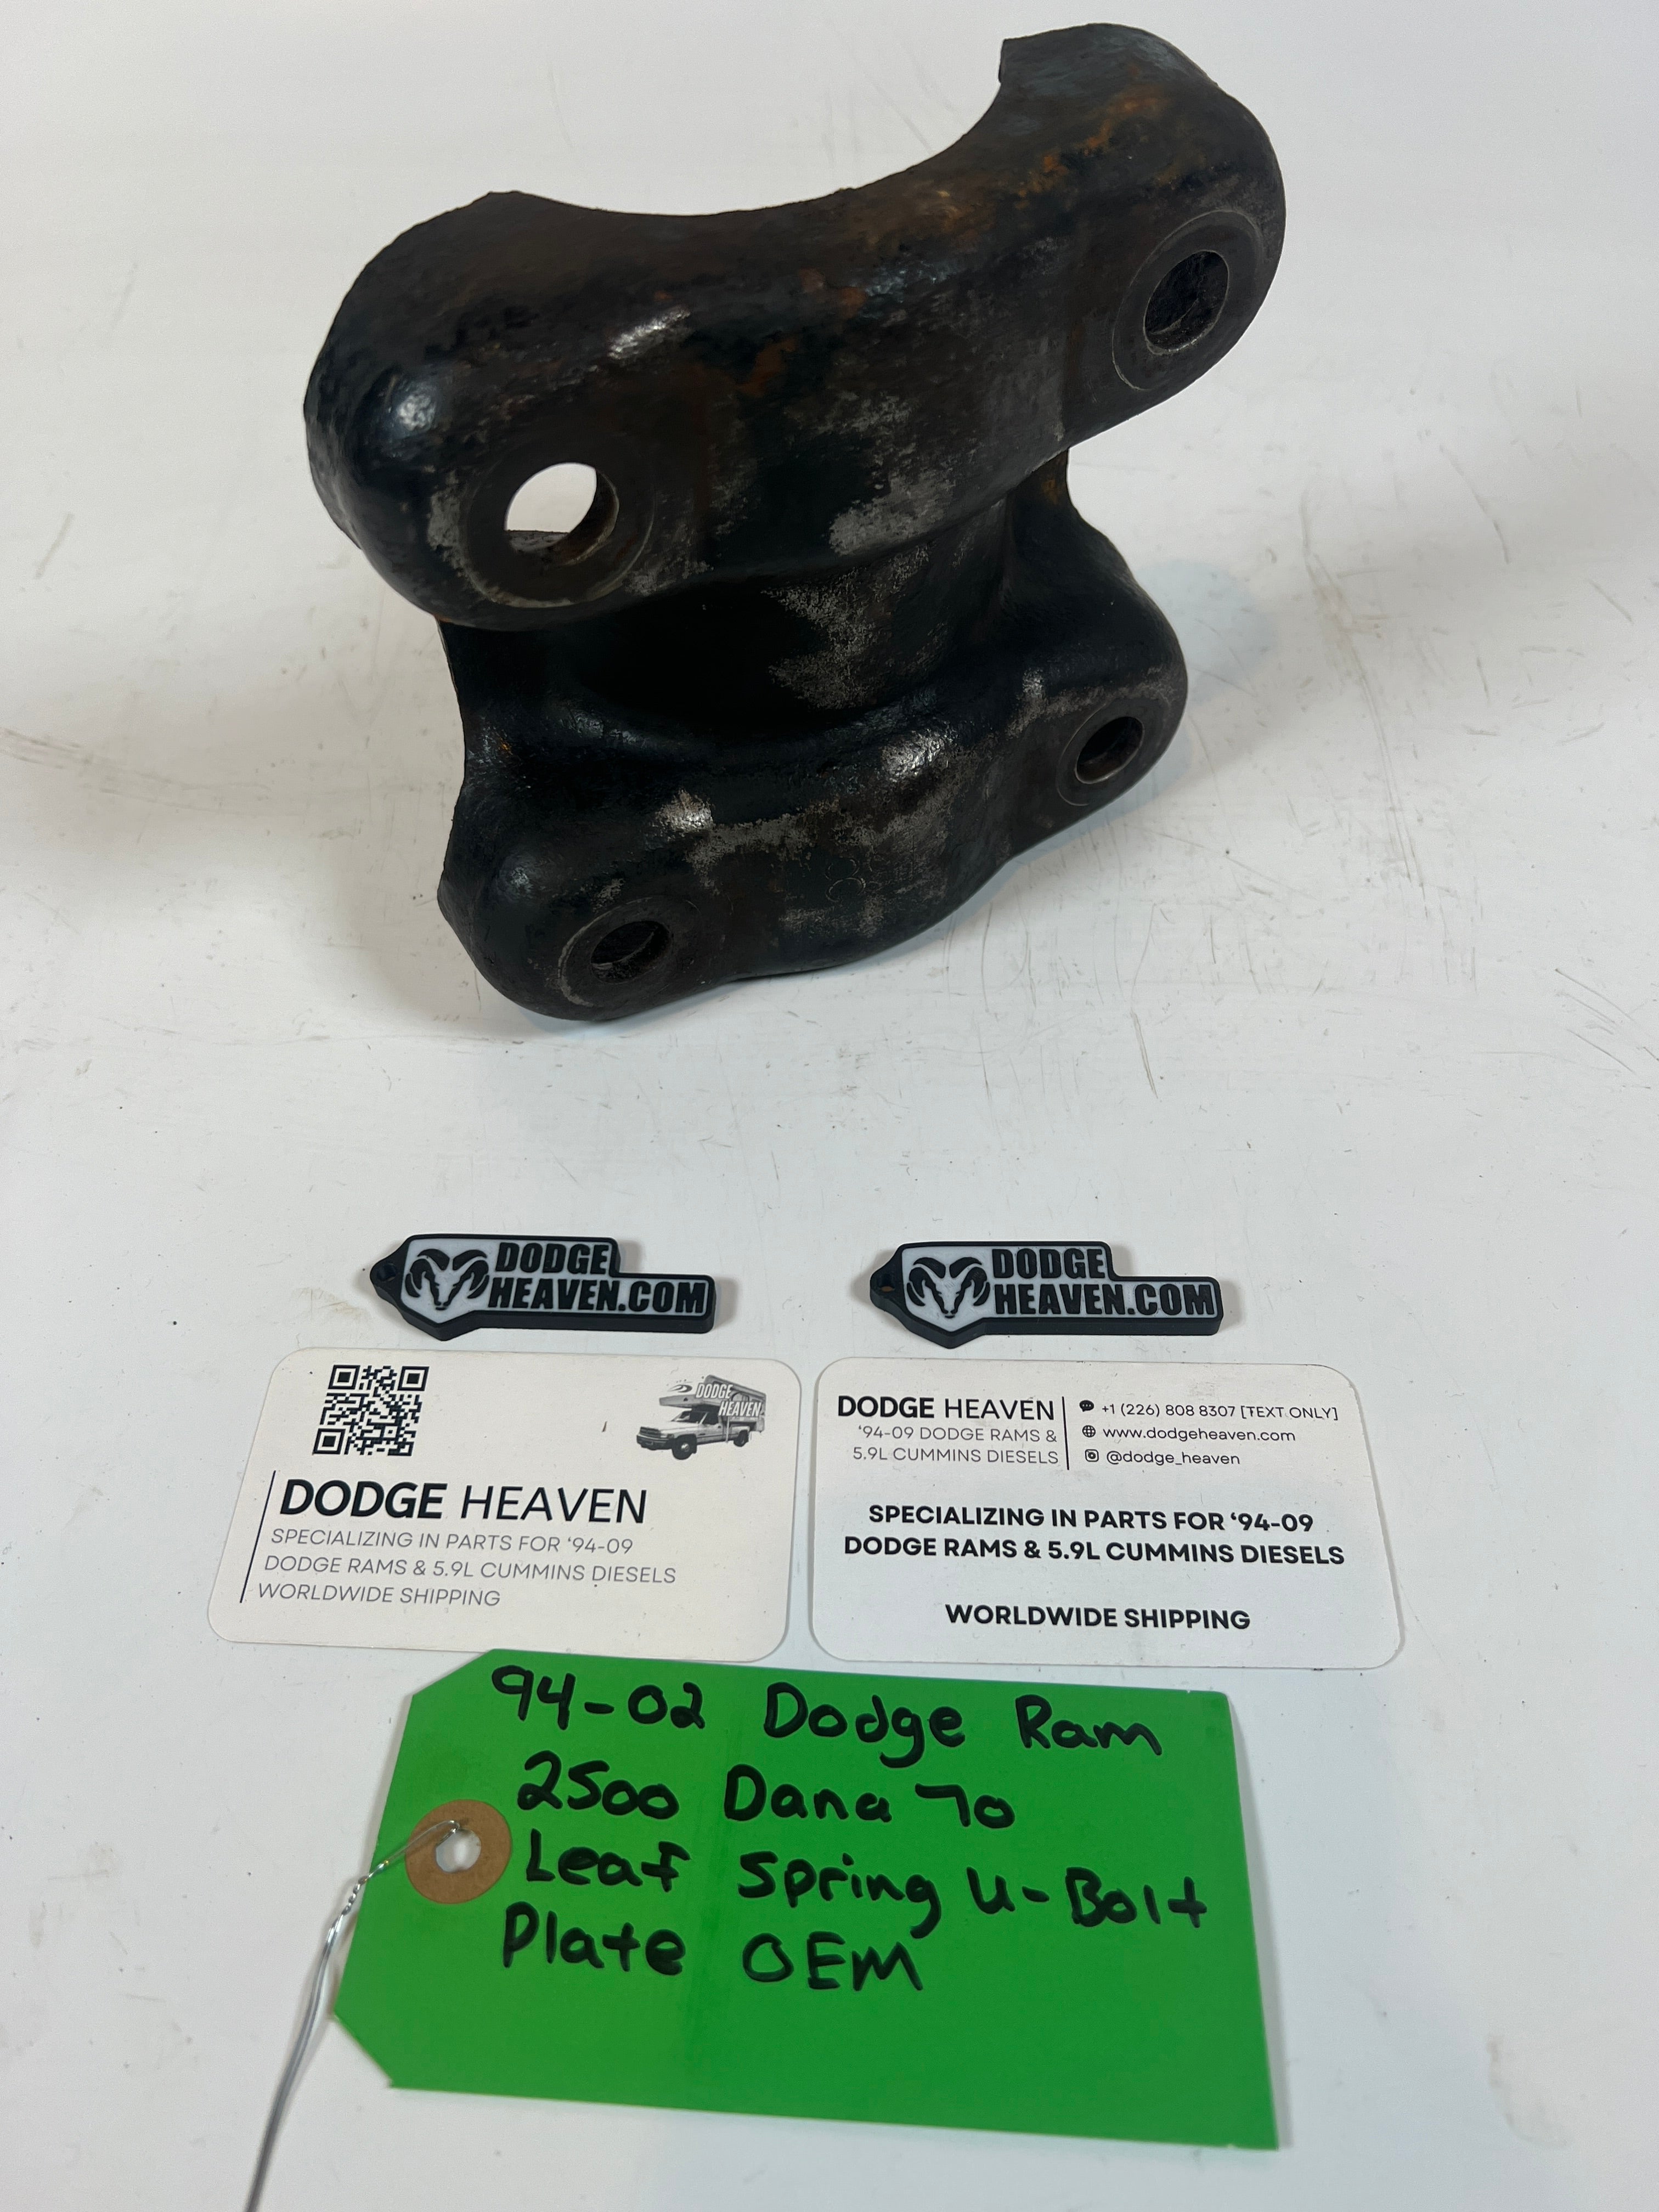 DODGE
HEAVEN.COM
DODGE
HEAVEN.COM
DODGE
HEAVEN
DODGE HEAVEN
SPECIALIZING IN PARTS FOR ‘94-09
DODGE RAMS & 5.9L CUMMINS DIESELS
WORLDWIDE SHIPPING
DODGE HEAVEN
‘94-09 DODGE RAMS &
5.9L CUMMINS DIESELS
+1 (226) 808 8307 [TEXT ONLY]
www.dodgeheaven.com
@dodge_heaven
SPECIALIZING IN PARTS FOR ‘94-09
DODGE RAMS & 5.9L CUMMINS DIESELS
WORLDWIDE SHIPPING
94-02 Dodge Ram
2500 Dana 70
Leaf Spring U-Bolt
Plate OEM